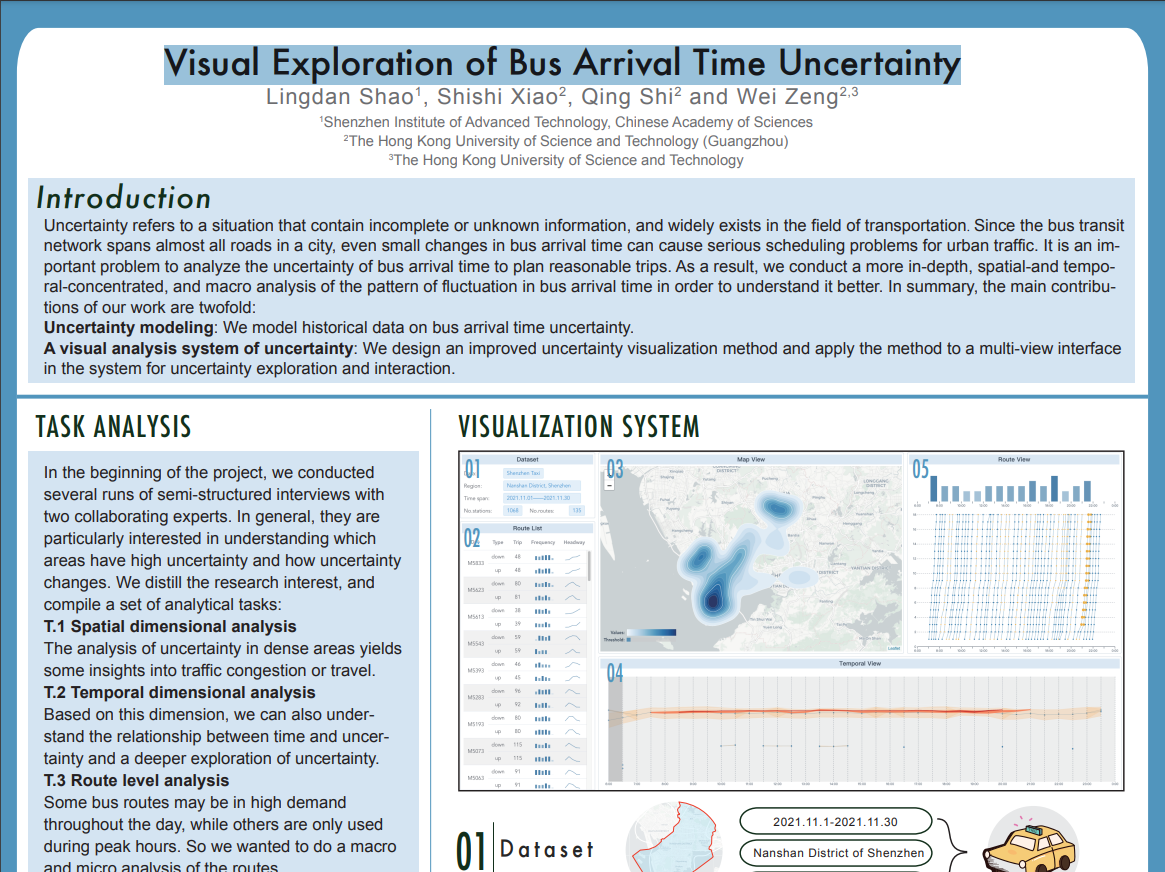 Visual Exploration of Bus Arrival Time Uncertainty
Lingdan Shao1, Shishi Xiao2, Qing Shi2 and Wei Zeng2,3
1Shenzhen Institute of Advanced Technology, Chinese Academy of Sciences
2The Hong Kong University of Science and Technology (Guangzhou)
3The Hong Kong University of Science and Technology
Introduction
Uncertainty refers to a situation that contain incomplete or unknown information, and widely exists in the field of transportation. Since the bus transit
network spans almost all roads in a city, even small changes in bus arrival time can cause serious scheduling problems for urban traffic. It is an im-
portant problem to analyze the uncertainty of bus arrival time to plan reasonable trips. As a result, we conduct a more in-depth, spatial-and tempo-
ral-concentrated, and macro analysis of the pattern of fluctuation in bus arrival time in order to understand it better. In summary, the main contribu-
tions of our work are twofold:
Uncertainty modeling: We model historical data on bus arrival time uncertainty.
A visual analysis system of uncertainty: We design an improved uncertainty visualization method and apply the method to a multi-view interface
in the system for uncertainty exploration and interaction.
TASK ANALYSIS
In the beginning of the project, we conducted
several runs of semi-structured interviews with
two collaborating experts. In general, they are
particularly interested in understanding which
areas have high uncertainty and how uncertainty
changes. We distill the research interest, and
compile a set of analytical tasks:
T.1 Spatial dimensional analysis
The analysis of uncertainty in dense areas yields
some insights into traffic congestion or travel.
T.2 Temporal dimensional analysis
Based on this dimension, we can also under-
stand the relationship between time and uncer-
tainty and a deeper exploration of uncertainty.
T.3 Route level analysis
Some bus routes may be in high demand
throughout the day, while others are only used
during peak hours. So we wanted to do a macro
and micro analysis of the routes.
VISUALIZATION SYSTEM
01
Dataset
Shenzhen Taxi
Region: Nanshan District, Shenzhen
Time span: 2021.11.01——2021.11.30
No.stations: 1068 No.routes: 135
02
Route List
Type Trip Frequency Headway
M5833
down 48
up 48
M5623
down 80
up 81
M5613
down 38
up 39
M5543
down 59
up 59
M5393
down 46
up 45
M5283
down 96
up 92
M5193
down 80
up 80
M5073
down 115
up 115
M5063
down 91
up 91
03
Map View
Values:
Threshold:
Leaflet
04
Temporal View
05
Route View
01 Dataset
2021.11.1-2021.11.30
Nanshan District of Shenzhen